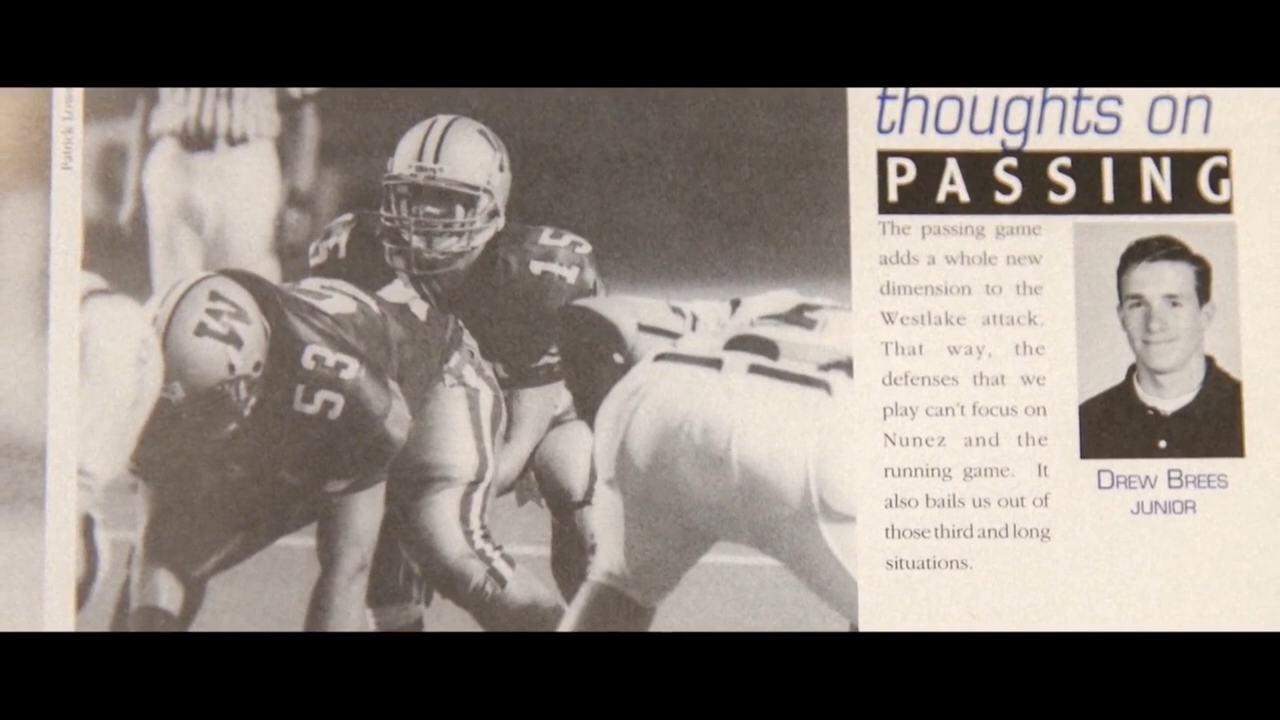 thoughts on
PASSING
The passing game
adds a whole new
dimension to the
Westlake attack.
That way, the
defenses that we
play can't focus on
Nunez and the
running game. It
also bails us out of
those third and long
situations.
DREW BREES
JUNIOR
Patrick
15
W
53